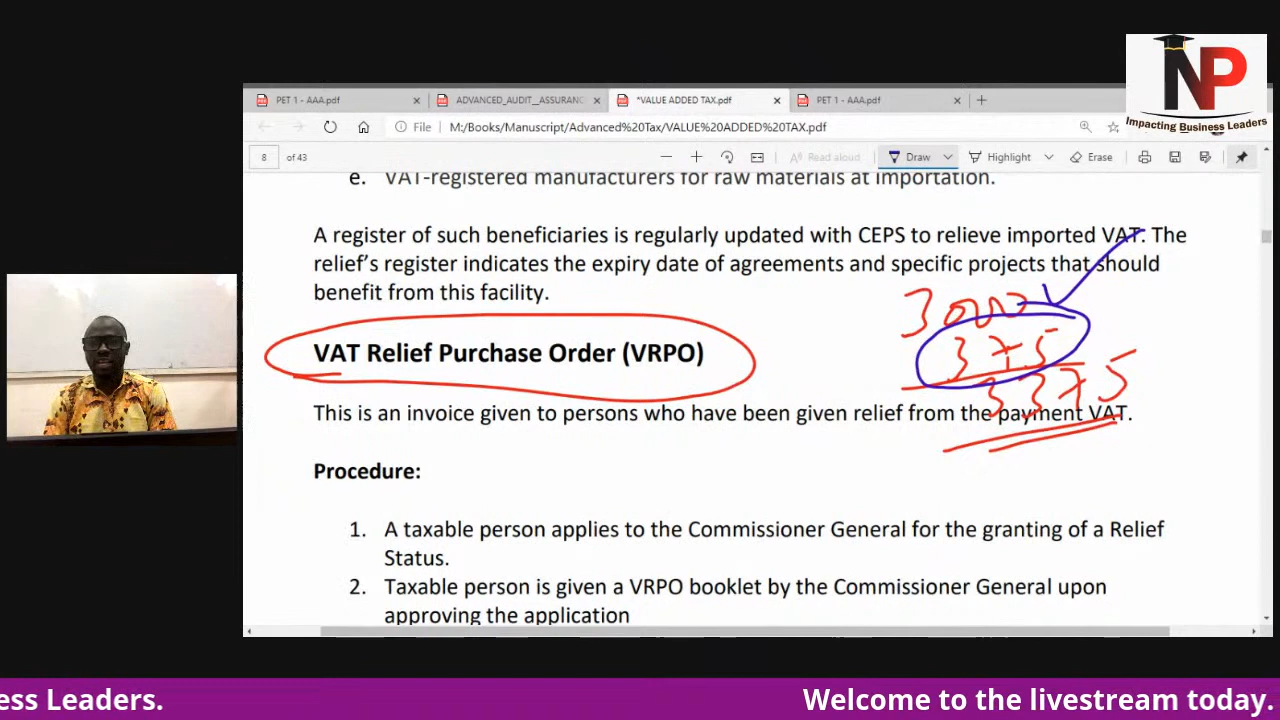 NP
Impacting Business Leaders
PET 1 - AAA.pdf
ADVANCED_AUDIT__ASSURANC
*VALUE ADDED TAX.pdf
PET 1 - AAA.pdf
File
M:/Books/Manuscript/Advanced%20Tax/VALUE%20ADDED%20TAX.pdf
8 of 43
Read aloud
Draw
Highlight
Erase
e. VAT-registered manufacturers for raw materials at importation.
A register of such beneficiaries is regularly updated with CEPS to relieve imported VAT. The
relief’s register indicates the expiry date of agreements and specific projects that should
benefit from this facility.
3000
375
3375
VAT Relief Purchase Order (VRPO)
This is an invoice given to persons who have been given relief from the payment VAT.
Procedure:
1. A taxable person applies to the Commissioner General for the granting of a Relief
Status.
2. Taxable person is given a VRPO booklet by the Commissioner General upon
approving the application
ess Leaders.
Welcome to the livestream today.